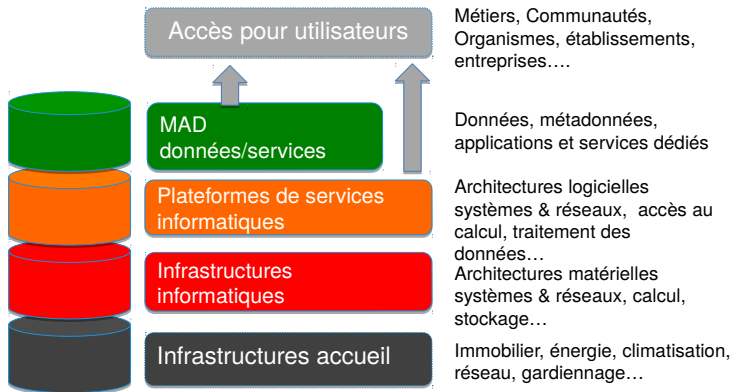 Accès pour utilisateurs
Métiers, Communautés,
Organismes, établissements,
entreprises….
MAD
données/services
Données, métadonnées,
applications et services dédiés
Plateformes de services
informatiques
Architectures logicielles
systèmes & réseaux, accès au
calcul, traitement des
données…
Infrastructures
informatiques
Architectures matérielles
systèmes & réseaux, calcul,
stockage…
Infrastructures accueil
Immobilier, énergie, climatisation,
réseau, gardiennage…